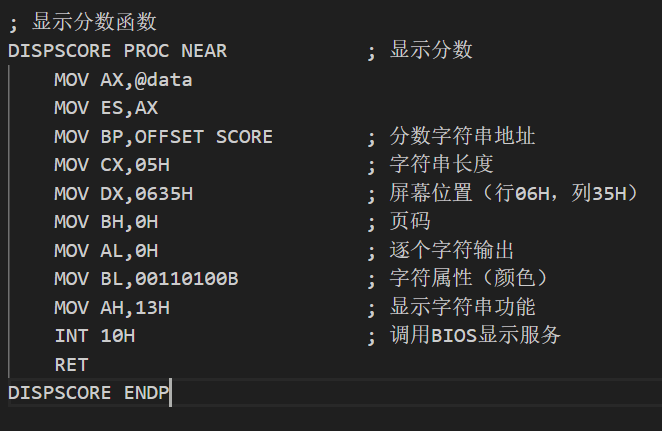 ; 显示分数函数
DISPSCORE PROC NEAR ; 显示分数
MOV AX,@data
MOV ES,AX
MOV BP,OFFSET SCORE ; 分数字符串地址
MOV CX,05H ; 字符串长度
MOV DX,0635H ; 屏幕位置（行06H，列35H）
MOV BH,0H ; 页码
MOV AL,0H ; 逐个字符输出
MOV BL,00110100B ; 字符属性（颜色）
MOV AH,13H ; 显示字符串功能
INT 10H ; 调用BIOS显示服务
RET
DISPSCORE ENDP